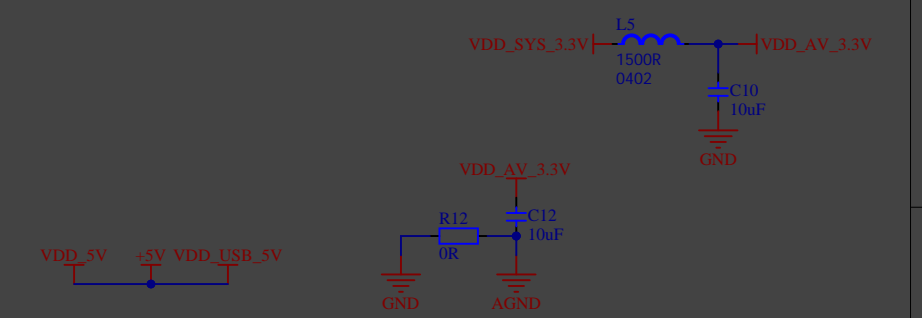 L5
VDD_SYS_3.3V
VDD_AV_3.3V
1500R
0402
C10
10uF
GND
VDD_AV_3.3V
R12
C12
10uF
0R
VDD_5V
+5V
VDD_USB_5V
GND
AGND